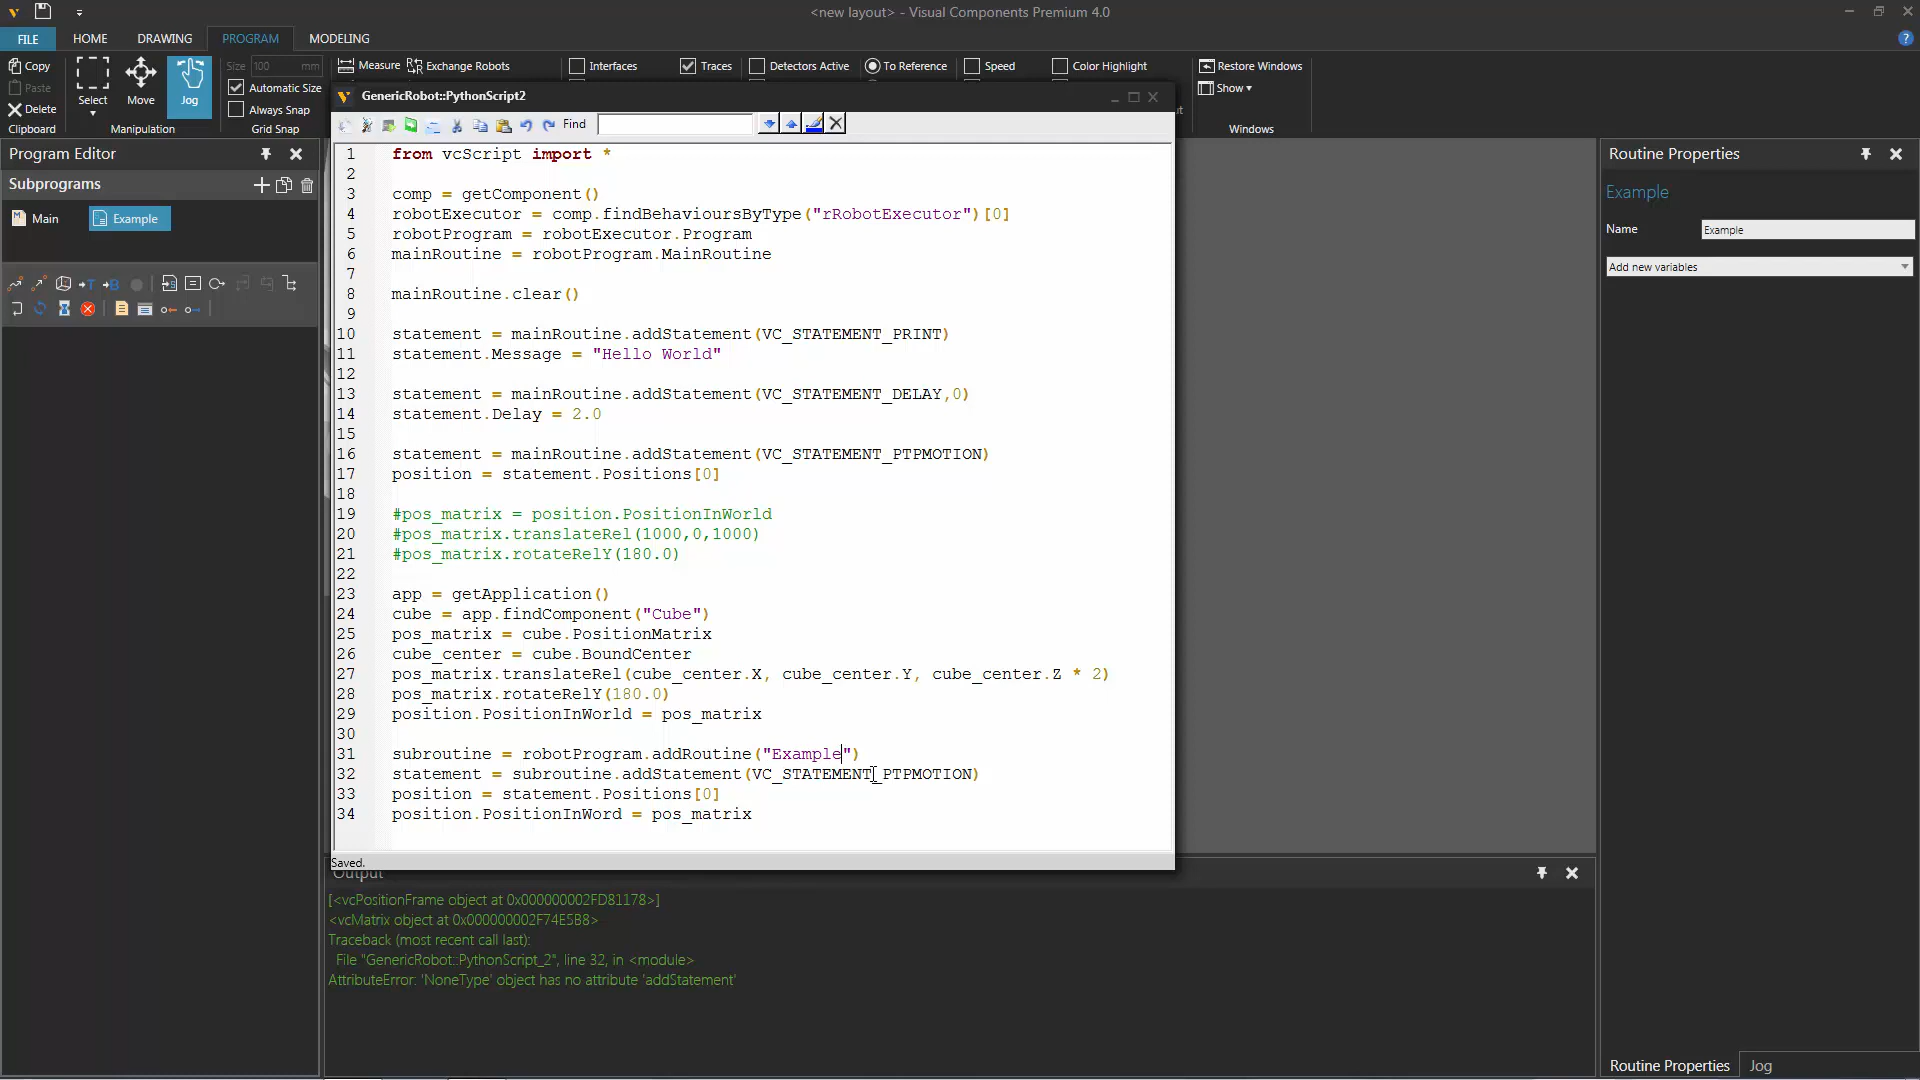 <new layout> - Visual Components Premium 4.0
FILE HOME DRAWING PROGRAM MODELING
Copy
Paste
Delete
Clipboard
Select
Move
Jog
Manipulation
Size 100 mm
Automatic Size
Always Snap
Grid Snap
Measure Exchange Robots Interfaces Traces Detectors Active To Reference Speed Color Highlight
Restore Windows
Show
Windows
Program Editor
Subprograms
Main Example
GenericRobot::PythonScript2
Find
1 from vcScript import *
2
3 comp = getComponent()
4 robotExecutor = comp.findBehavioursByType("rRobotExecutor")[0]
5 robotProgram = robotExecutor.Program
6 mainRoutine = robotProgram.MainRoutine
7
8 mainRoutine.clear()
9
10 statement = mainRoutine.addStatement(VC_STATEMENT_PRINT)
11 statement.Message = "Hello World"
12
13 statement = mainRoutine.addStatement(VC_STATEMENT_DELAY,0)
14 statement.Delay = 2.0
15
16 statement = mainRoutine.addStatement(VC_STATEMENT_PTPMOTION)
17 position = statement.Positions[0]
18
19 #pos_matrix = position.PositionInWorld
20 #pos_matrix.translateRel(1000,0,1000)
21 #pos_matrix.rotateRelY(180.0)
22
23 app = getApplication()
24 cube = app.findComponent("Cube")
25 pos_matrix = cube.PositionMatrix
26 cube_center = cube.BoundCenter
27 pos_matrix.translateRel(cube_center.X, cube_center.Y, cube_center.Z * 2)
28 pos_matrix.rotateRelY(180.0)
29 position.PositionInWorld = pos_matrix
30
31 subroutine = robotProgram.addRoutine("Example")
32 statement = subroutine.addStatement(VC_STATEMENT_PTPMOTION)
33 position = statement.Positions[0]
34 position.PositionInWord = pos_matrix
Saved.
Output
[<vcPositionFrame object at 0x000000002FD81178>]
<vcMatrix object at 0x000000002F74E5B8>
Traceback (most recent call last):
File "GenericRobot::PythonScript_2", line 32, in <module>
AttributeError: 'NoneType' object has no attribute 'addStatement'
Routine Properties
Example
Name Example
Add new variables
Routine Properties Jog